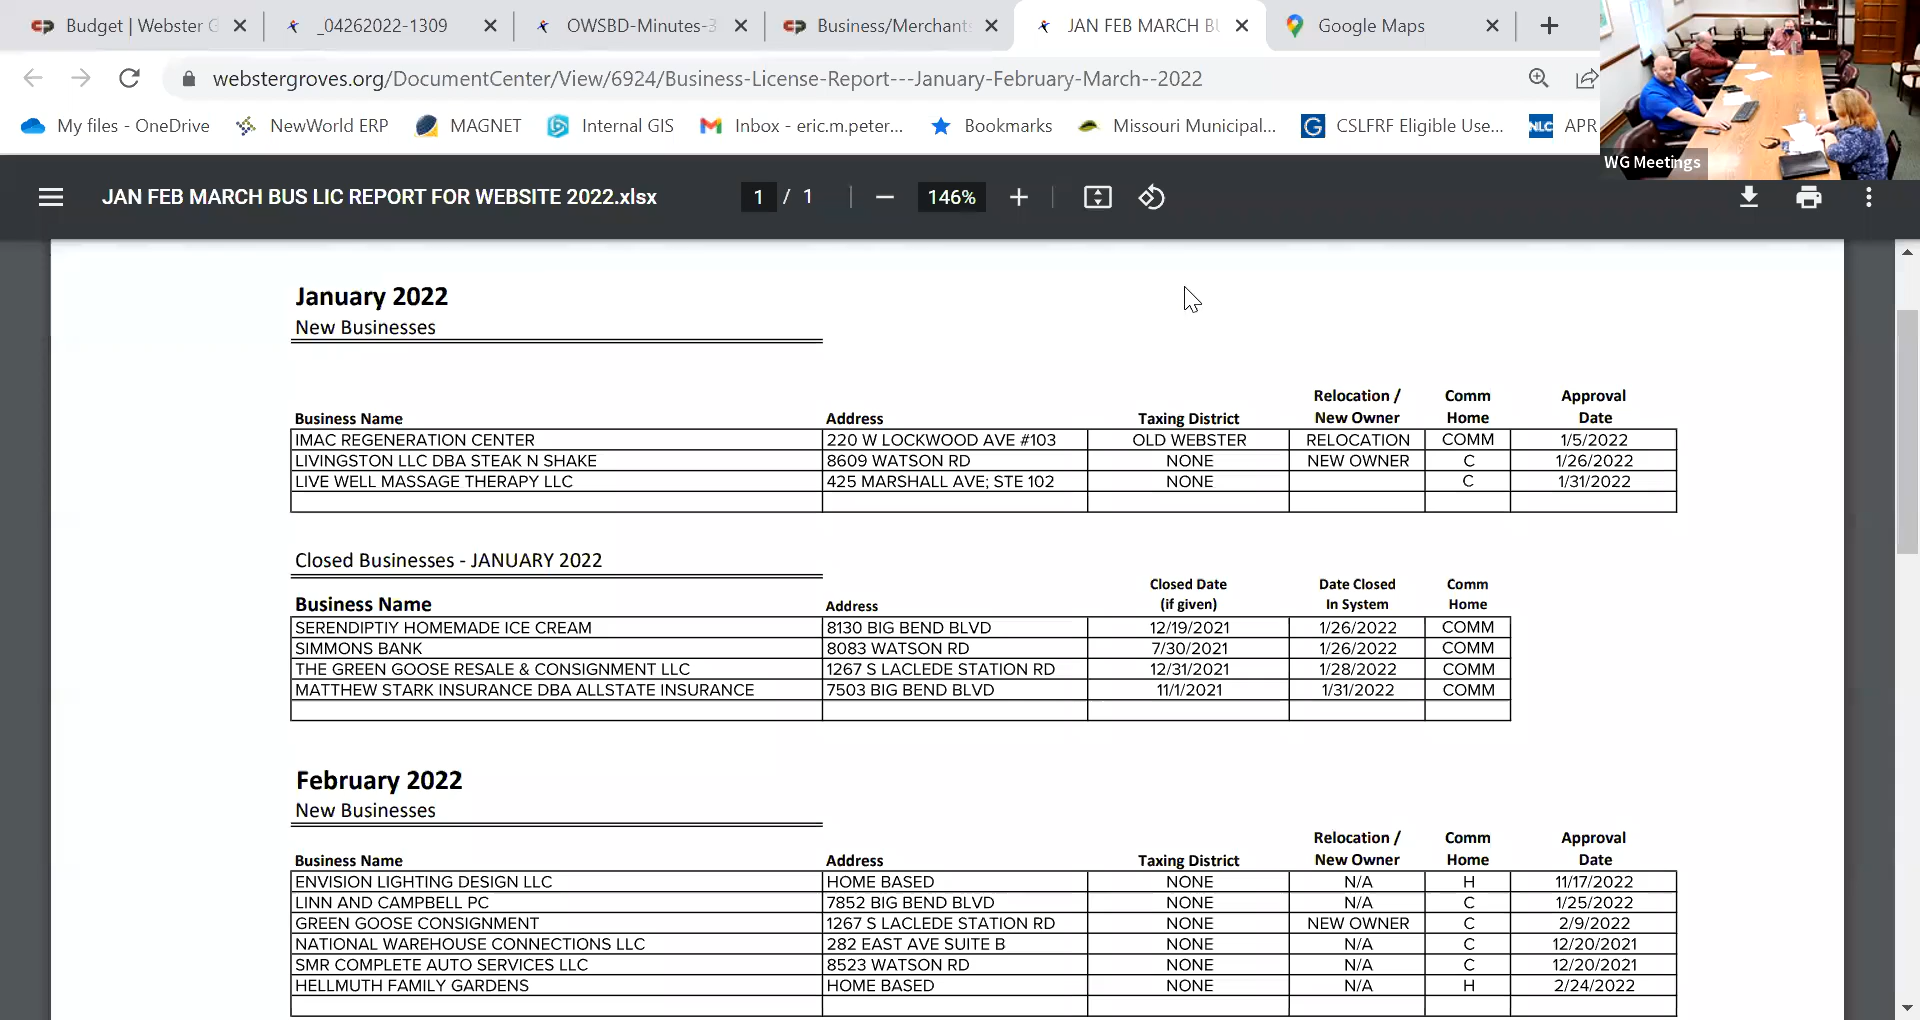 Budget | Webster G
_04262022-1309
OWSBD-Minutes-3
Business/Merchants
JAN FEB MARCH BU
Google Maps
webstergroves.org/DocumentCenter/View/6924/Business-License-Report---January-February-March--2022
My files - OneDrive
NewWorld ERP
MAGNET
Internal GIS
Inbox - eric.m.peter...
Bookmarks
Missouri Municipal...
CSLFRF Eligible Use...
NLC APR
WG Meetings
JAN FEB MARCH BUS LIC REPORT FOR WEBSITE 2022.xlsx
1 / 1
146%
January 2022
New Businesses
Business Name Address Taxing District Relocation / New Owner Comm Home Approval Date
IMAC REGENERATION CENTER 220 W LOCKWOOD AVE #103 OLD WEBSTER RELOCATION COMM 1/5/2022
LIVINGSTON LLC DBA STEAK N SHAKE 8609 WATSON RD NONE NEW OWNER C 1/26/2022
LIVE WELL MASSAGE THERAPY LLC 425 MARSHALL AVE; STE 102 NONE C 1/31/2022
Closed Businesses - JANUARY 2022
Business Name Address Closed Date (if given) Date Closed In System Comm Home
SERENDIPTIY HOMEMADE ICE CREAM 8130 BIG BEND BLVD 12/19/2021 1/26/2022 COMM
SIMMONS BANK 8083 WATSON RD 7/30/2021 1/26/2022 COMM
THE GREEN GOOSE RESALE & CONSIGNMENT LLC 1267 S LACLEDE STATION RD 12/31/2021 1/28/2022 COMM
MATTHEW STARK INSURANCE DBA ALLSTATE INSURANCE 7503 BIG BEND BLVD 11/1/2021 1/31/2022 COMM
February 2022
New Businesses
Business Name Address Taxing District Relocation / New Owner Comm Home Approval Date
ENVISION LIGHTING DESIGN LLC HOME BASED NONE N/A H 11/17/2022
LINN AND CAMPBELL PC 7852 BIG BEND BLVD NONE N/A C 1/25/2022
GREEN GOOSE CONSIGNMENT 1267 S LACLEDE STATION RD NONE NEW OWNER C 2/9/2022
NATIONAL WAREHOUSE CONNECTIONS LLC 282 EAST AVE SUITE B NONE N/A C 12/20/2021
SMR COMPLETE AUTO SERVICES LLC 8523 WATSON RD NONE N/A C 12/20/2021
HELLMUTH FAMILY GARDENS HOME BASED NONE N/A H 2/24/2022